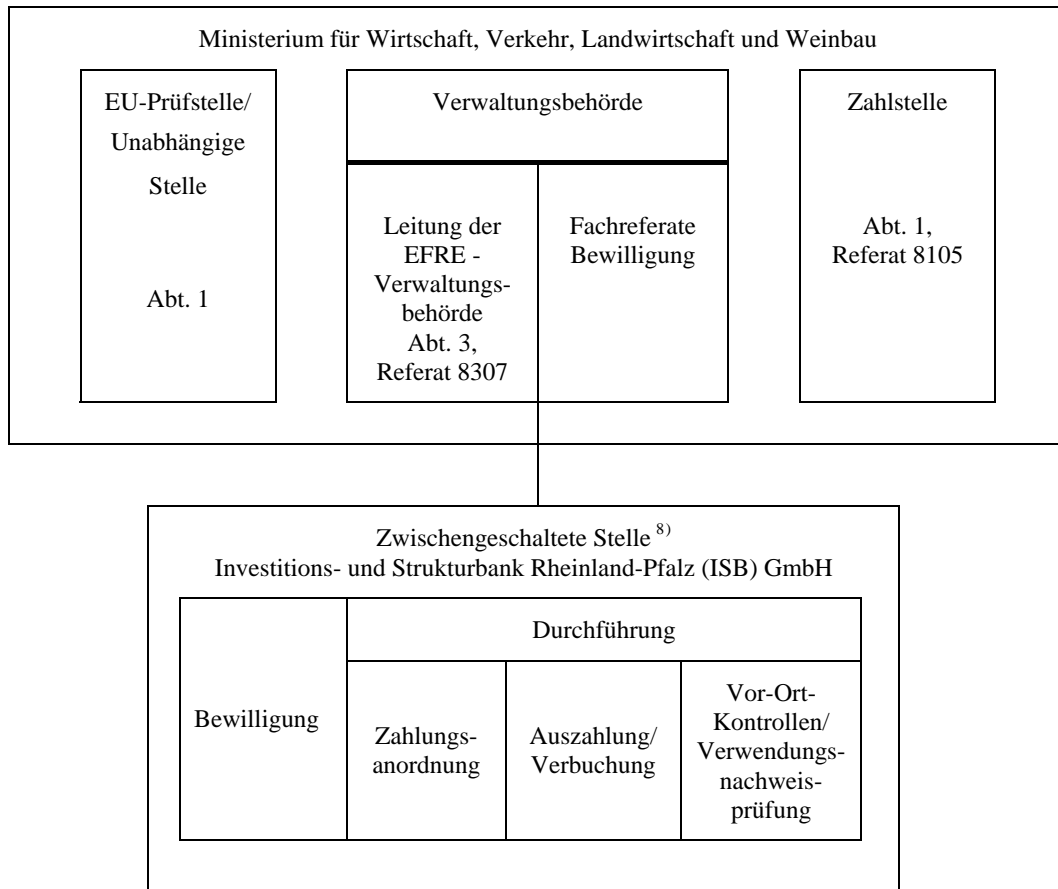 Ministerium für Wirtschaft, Verkehr, Landwirtschaft und Weinbau
EU-Prüfstelle/
Unabhängige
Stelle
Abt. 1
Verwaltungsbehörde
Leitung der
EFRE -
Verwaltungs-
behörde
Abt. 3,
Referat 8307
Fachreferate
Bewilligung
Zahlstelle
Abt. 1,
Referat 8105
Zwischengeschaltete Stelle 8)
Investitions- und Strukturbank Rheinland-Pfalz (ISB) GmbH
Bewilligung
Durchführung
Zahlungs-
anordnung
Auszahlung/
Verbuchung
Vor-Ort-
Kontrollen/
Verwendungs-
nachweis-
prüfung